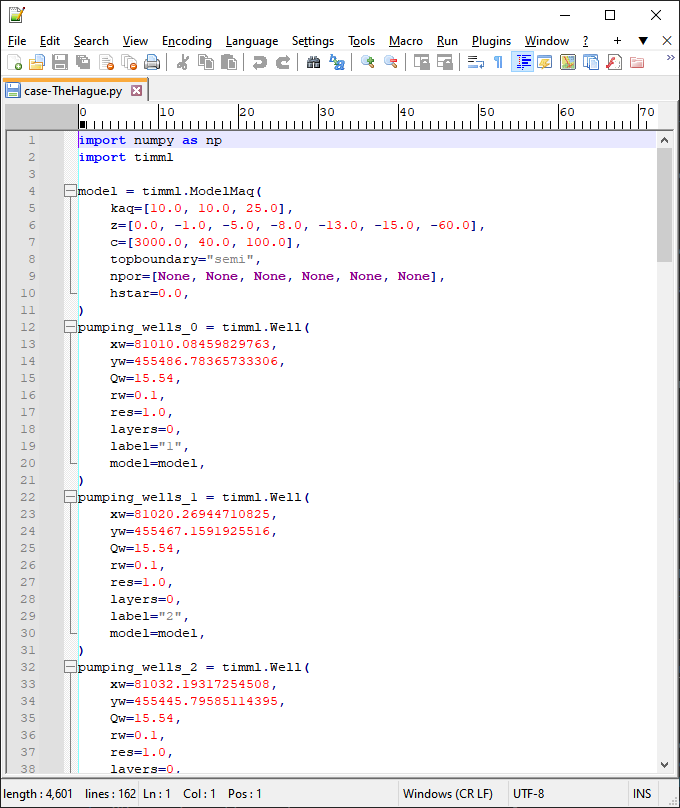 File Edit Search View Encoding Language Settings Tools Macro Run Plugins Window ? + ▼ X
case-TheHague.py
0 10 20 30 40 50 60 70
1 import numpy as np
2 import timml
3
4 model = timml.ModelMaq(
5 kaq=[10.0, 10.0, 25.0],
6 z=[0.0, -1.0, -5.0, -8.0, -13.0, -15.0, -60.0],
7 c=[3000.0, 40.0, 100.0],
8 topboundary="semi",
9 npor=[None, None, None, None, None, None],
10 hstar=0.0,
11 )
12 pumping_wells_0 = timml.Well(
13 xw=81010.08459829763,
14 yw=455486.78365733306,
15 Qw=15.54,
16 rw=0.1,
17 res=1.0,
18 layers=0,
19 label="1",
20 model=model,
21 )
22 pumping_wells_1 = timml.Well(
23 xw=81020.26944710825,
24 yw=455467.1591925516,
25 Qw=15.54,
26 rw=0.1,
27 res=1.0,
28 layers=0,
29 label="2",
30 model=model,
31 )
32 pumping_wells_2 = timml.Well(
33 xw=81032.19317254508,
34 yw=455445.79585114395,
35 Qw=15.54,
36 rw=0.1,
37 res=1.0,
38 layers=0,
length : 4,601 lines : 162 Ln : 1 Col : 1 Pos : 1 Windows (CR LF) UTF-8 INS